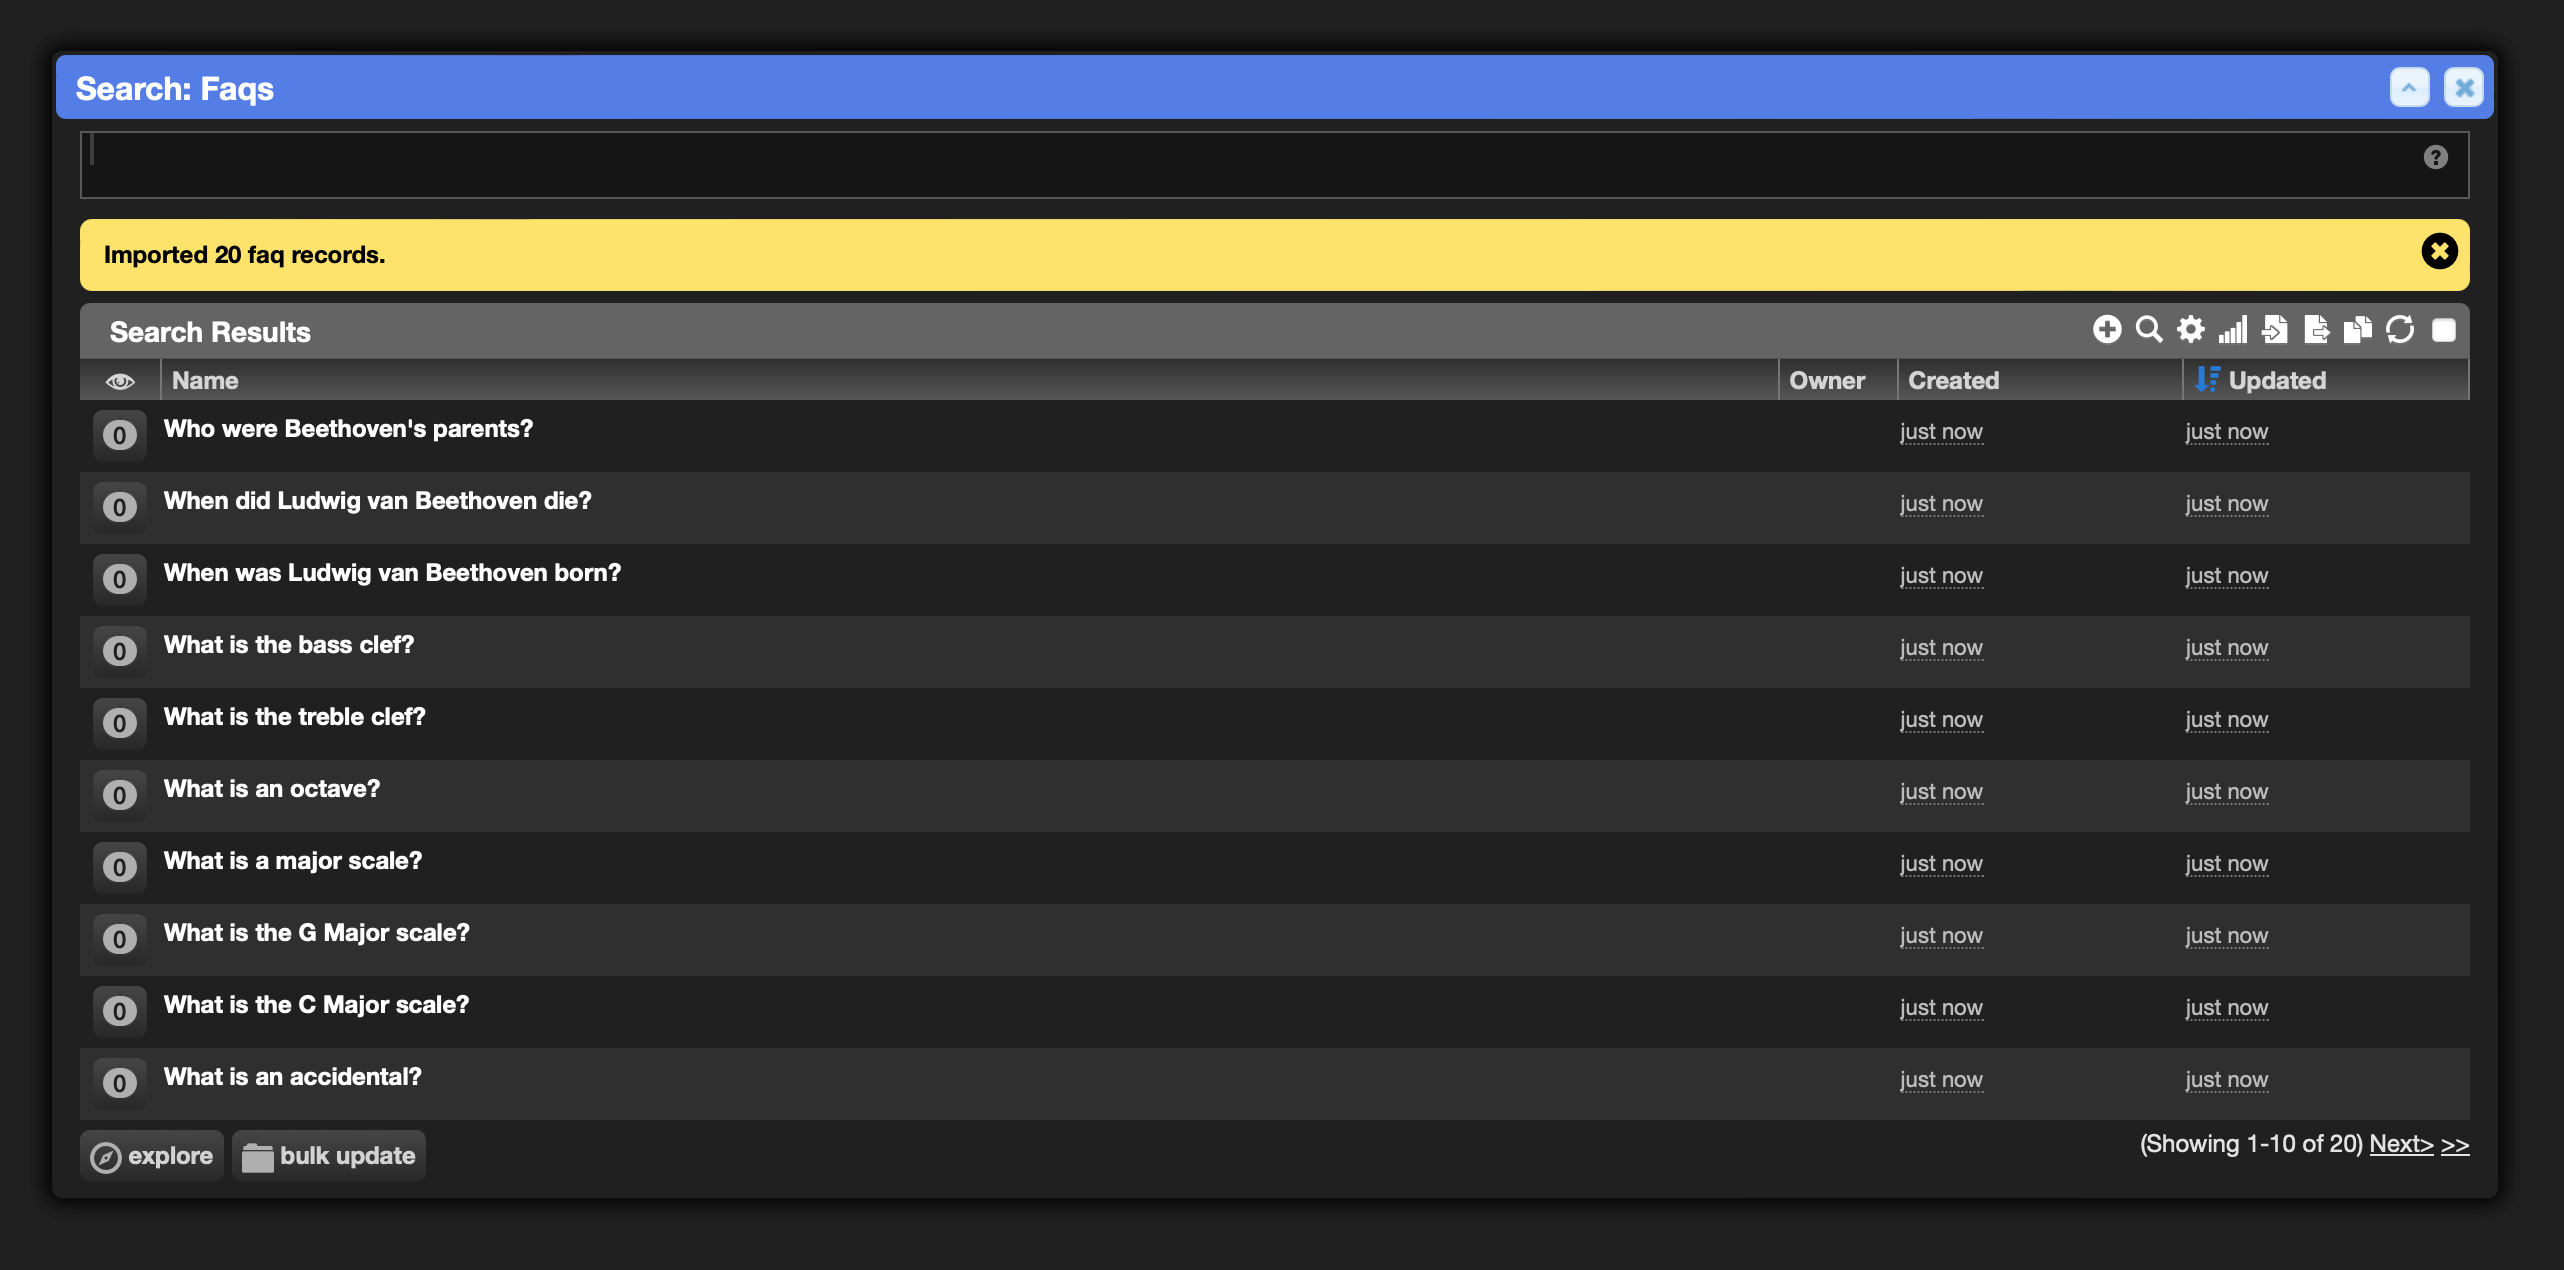 Search: Faqs
?
Imported 20 faq records.
Search Results
Name Owner Created Updated
0 Who were Beethoven's parents? just now just now
0 When did Ludwig van Beethoven die? just now just now
0 When was Ludwig van Beethoven born? just now just now
0 What is the bass clef? just now just now
0 What is the treble clef? just now just now
0 What is an octave? just now just now
0 What is a major scale? just now just now
0 What is the G Major scale? just now just now
0 What is the C Major scale? just now just now
0 What is an accidental? just now just now
explore bulk update (Showing 1-10 of 20) Next> >>